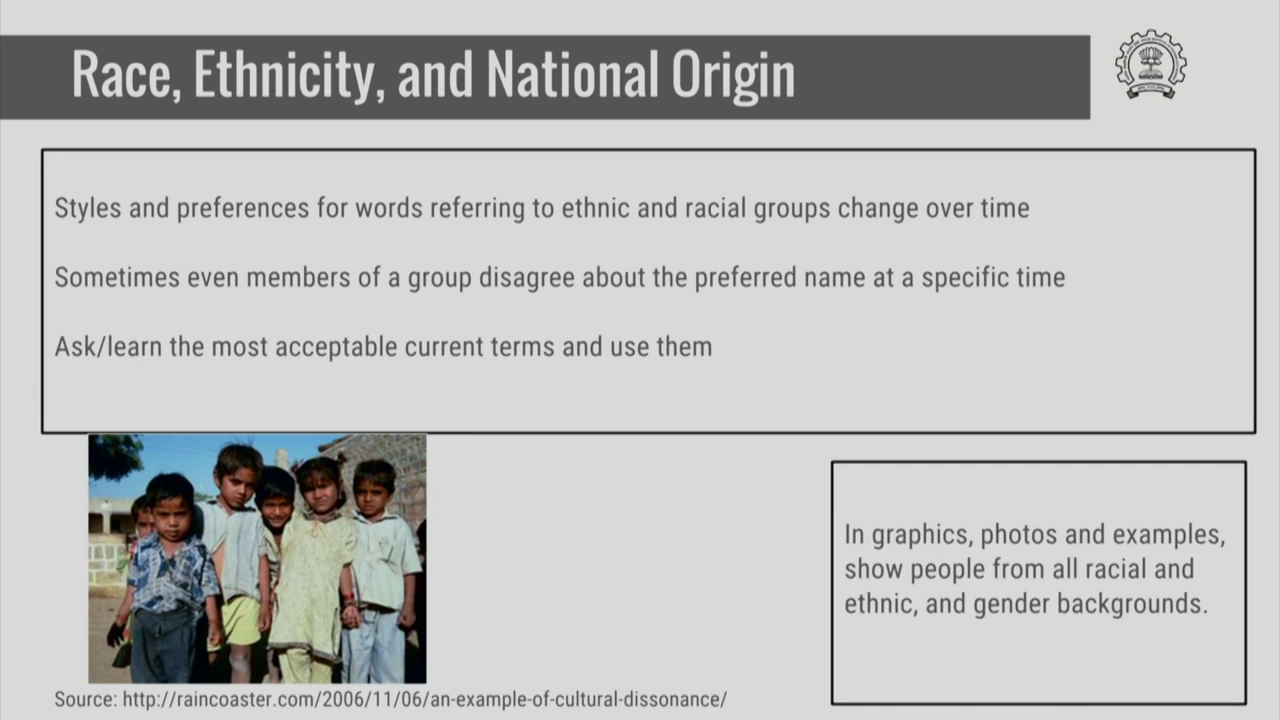 Race, Ethnicity, and National Origin
Styles and preferences for words referring to ethnic and racial groups change over time
Sometimes even members of a group disagree about the preferred name at a specific time
Ask/learn the most acceptable current terms and use them
In graphics, photos and examples,
show people from all racial and
ethnic, and gender backgrounds.
Source: http://raincoaster.com/2006/11/06/an-example-of-cultural-dissonance/